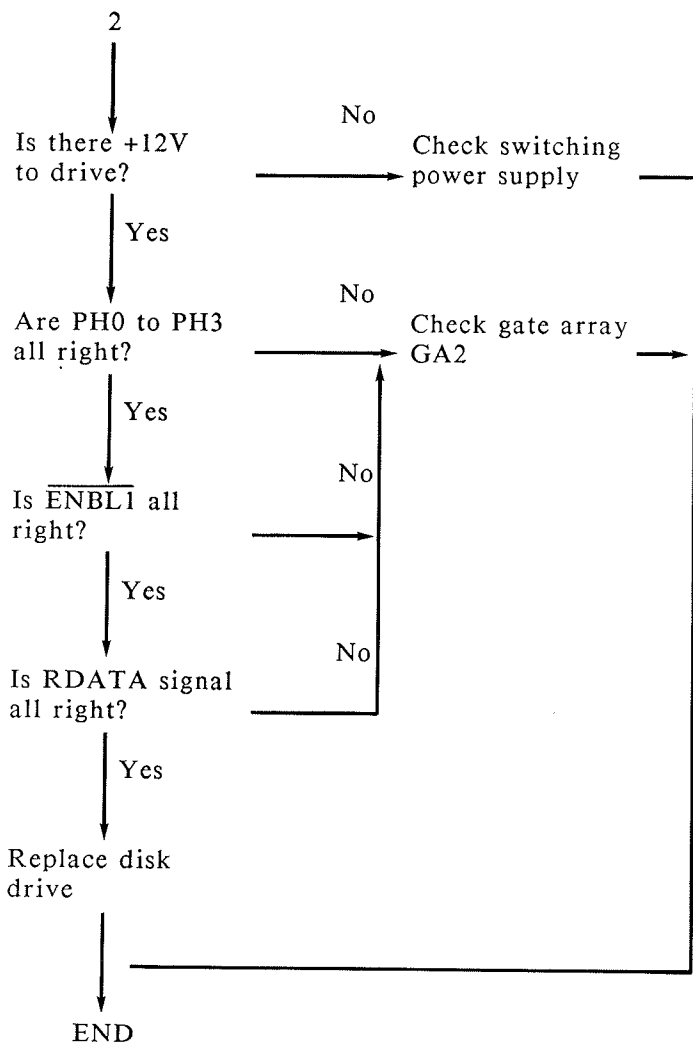 2
No
Is there +12V
to drive?
Check switching
power supply
Yes
No
Are PH0 to PH3
all right?
Check gate array
GA2
Yes
No
Is E̅N̅B̅L̅1̅ all
right?
Yes
No
Is RDATA signal
all right?
Yes
Replace disk
drive
END